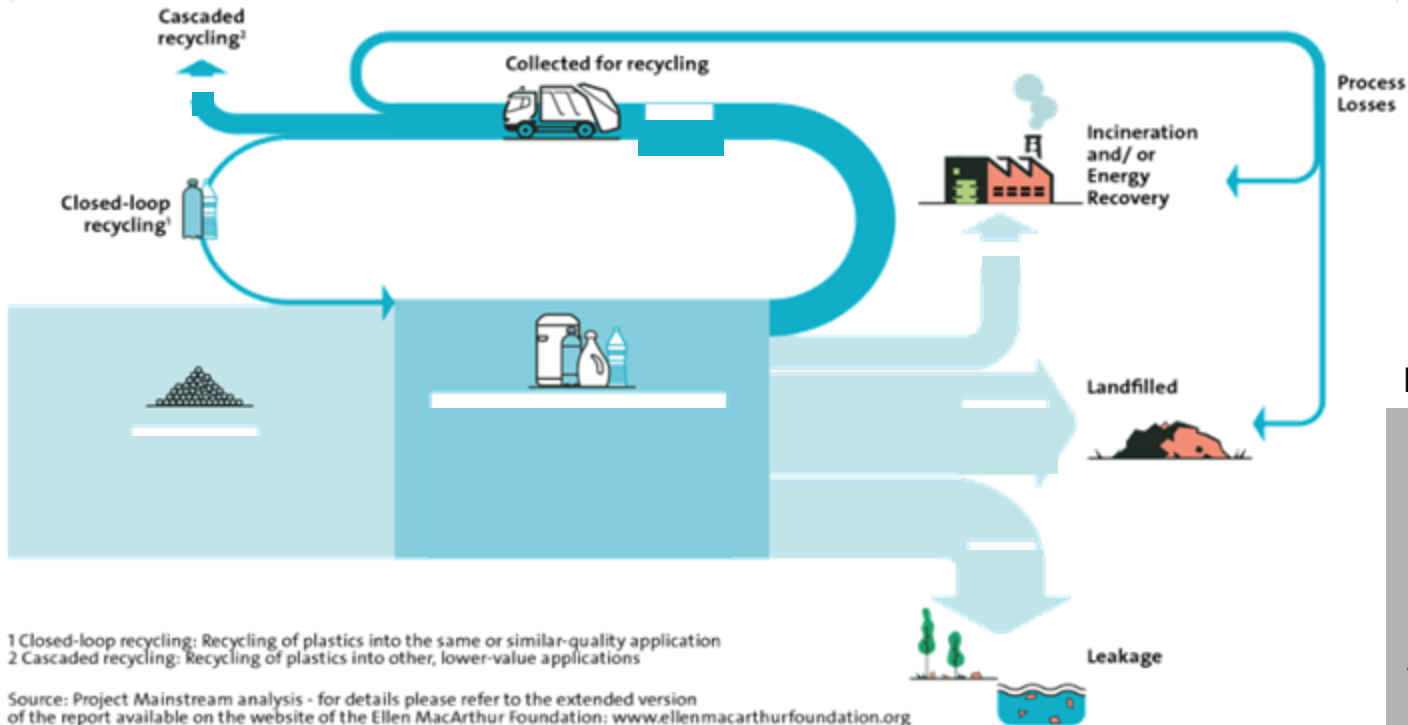 Cascaded
recycling²
Collected for recycling
Process
Losses
Incineration
and/ or
Energy
Recovery
Closed-loop
recycling¹
Landfilled
Leakage
1 Closed-loop recycling: Recycling of plastics into the same or similar-quality application
2 Cascaded recycling: Recycling of plastics into other, lower-value applications
Source: Project Mainstream analysis - for details please refer to the extended version
of the report available on the website of the Ellen MacArthur Foundation: www.ellenmacarthurfoundation.org